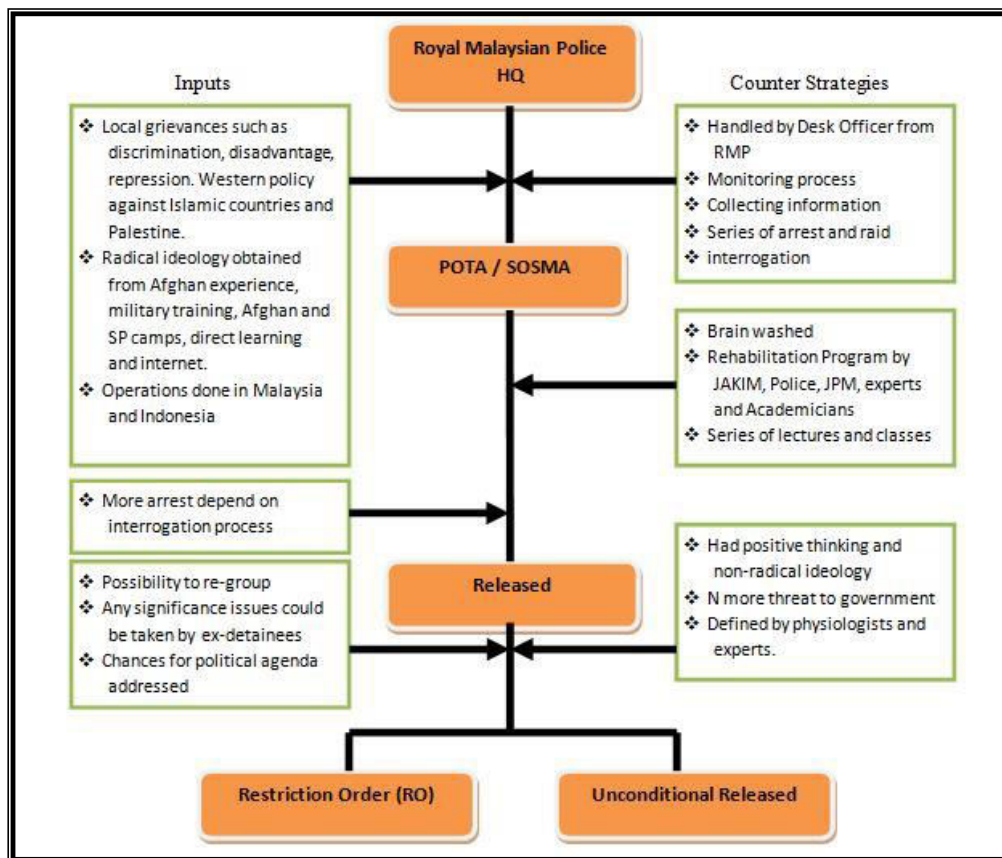 Royal Malaysian Police
HQ
Inputs
Counter Strategies
❖ Local grievances such as
discrimination, disadvantage,
repression. Western policy
against Islamic countries and
Palestine.
❖ Radical ideology obtained
from Afghan experience,
military training, Afghan and
SP camps, direct learning
and internet.
❖ Operations done in Malaysia
and Indonesia
❖ Handled by Desk Officer from
RMP
❖ Monitoring process
❖ Collecting information
❖ Series of arrest and raid
❖ interrogation
POTA / SOSMA
❖ Brain washed
❖ Rehabilitation Program by
JAKIM, Police, JPM, experts
and Academicians
❖ Series of lectures and classes
❖ More arrest depend on
interrogation process
❖ Had positive thinking and
non-radical ideology
❖ N more threat to government
❖ Defined by physiologists and
experts.
Released
❖ Possibility to re-group
❖ Any significance issues could
be taken by ex-detainees
❖ Chances for political agenda
addressed
Restriction Order (RO)
Unconditional Released